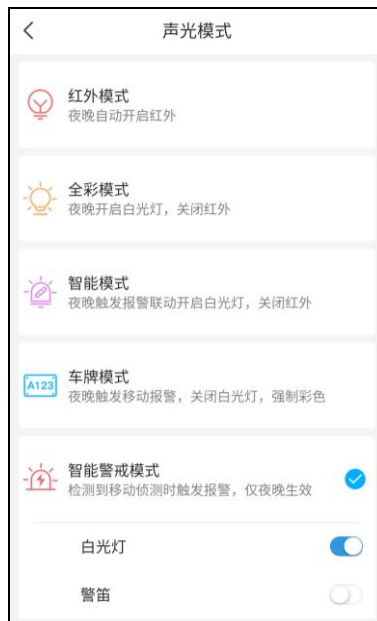 声光模式
红外模式
夜晚自动开启红外
全彩模式
夜晚开启白光灯，关闭红外
智能模式
夜晚触发报警联动开启白光灯，关闭红外
A123
车牌模式
夜晚触发移动报警，关闭白光灯，强制彩色
智能警戒模式
检测到移动侦测时触发报警，仅夜晚生效
白光灯
警笛